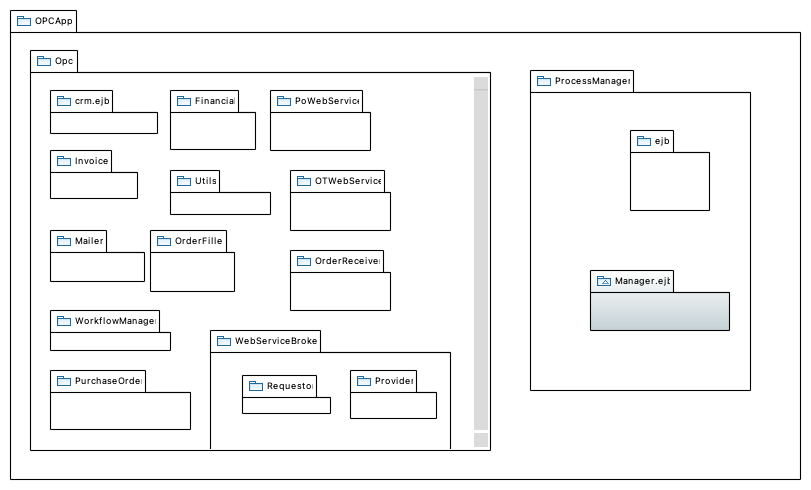 OPCApp
Opc
ProcessManager
crm.ejb
Financial
PoWebService
Invoice
ejb
Utils
OTWebService
Mailer
OrderFille
OrderReceiver
Manager.ejb
WorkflowManager
WebServiceBroke
PurchaseOrder
Requestor
Provider